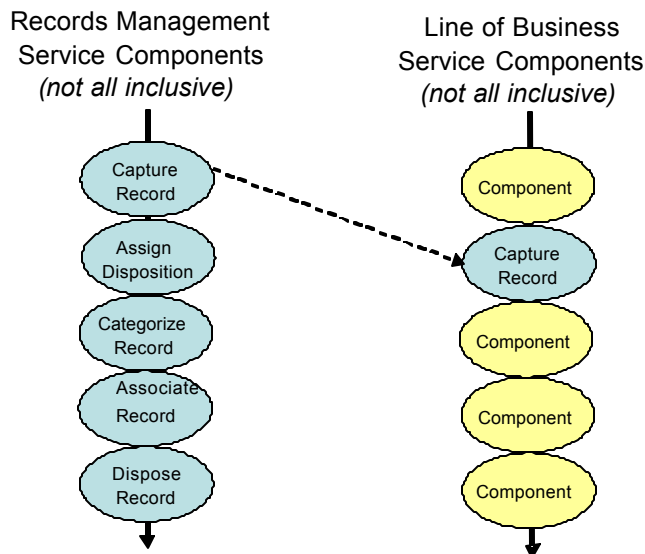 Records Management
Service Components
(not all inclusive)
Capture
Record
Assign
Disposition
Categorize
Record
Associate
Record
Dispose
Record
Line of Business
Service Components
(not all inclusive)
Component
Capture
Record
Component
Component
Component